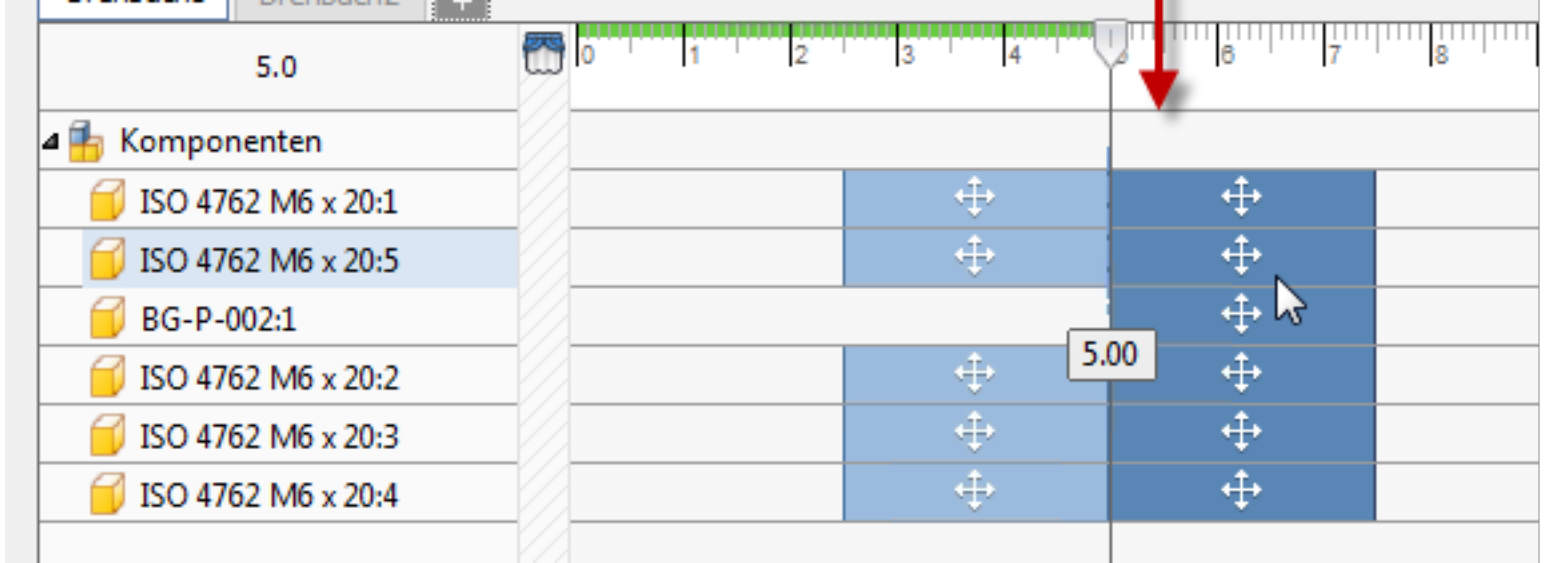 5.0
0 1 2 3 4 5 6 7 8
Komponenten
ISO 4762 M6 x 20:1
ISO 4762 M6 x 20:5
BG-P-002:1
5.00
ISO 4762 M6 x 20:2
ISO 4762 M6 x 20:3
ISO 4762 M6 x 20:4